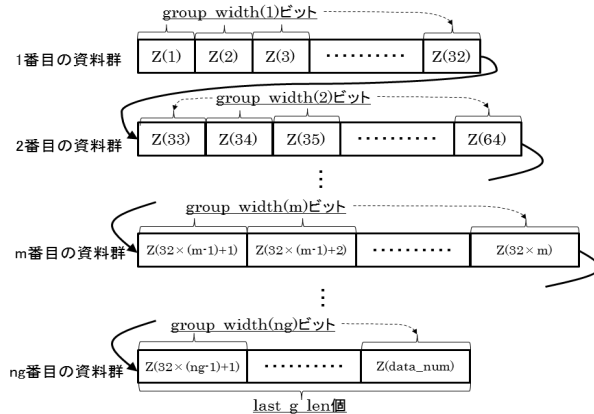 group_width(1)ビット
1番目の資料群 Z(1) Z(2) Z(3) ・・・・・・・・・・ Z(32)
group_width(2)ビット
2番目の資料群 Z(33) Z(34) Z(35) ・・・・・・・・・・ Z(64)
⋮
group_width(m)ビット
m番目の資料群 Z(32×(m-1)+1) Z(32×(m-1)+2) ・・・・・・・・・・ Z(32×m)
⋮
group_width(ng)ビット
ng番目の資料群 Z(32×(ng-1)+1) ・・・・・・・・・・ Z(data_num)
last_g_len個